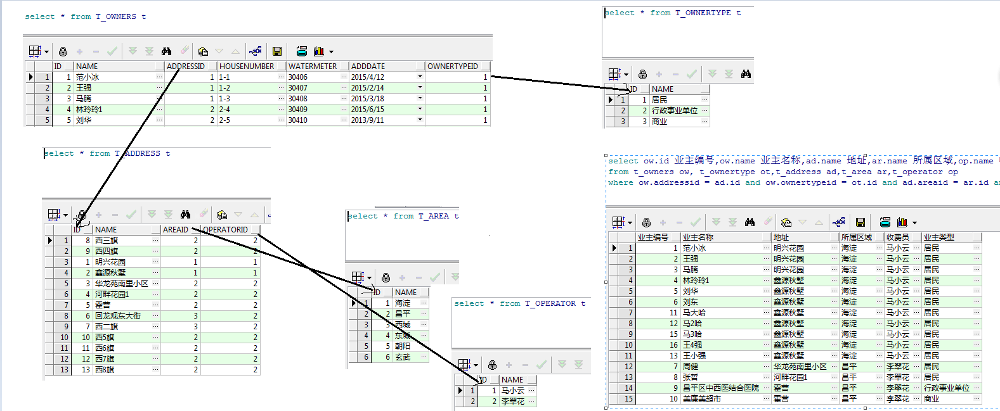 select * from T_OWNERS t
ID NAME ADDRESSID HOUSENUMBER WATERMETER ADDDATE OWNERTYPEID
1 1 范小冰 1 1-1 30406 2015/4/12 1
2 2 王强 1 1-2 30407 2015/2/14 1
3 3 马腾 1 1-3 30408 2015/3/18 1
4 4 林玲玲1 2 2-4 30409 2015/6/15 1
5 5 刘华 2 2-5 30410 2013/9/11 1
select * from T_OWNERTYPE t
ID NAME
1 1 居民
2 2 行政事业单位
3 3 商业
select * from T_ADDRESS t
ID NAME AREAID OPERATORID
1 8 西三旗 2 2
2 9 西四旗 2 2
3 1 明兴花园 1 1
4 2 鑫源秋墅 1 1
5 3 华龙苑南里小区 2 2
6 4 河畔花园1 2 2
7 5 霍营 2 2
8 6 回龙观东大街 3 2
9 7 西二旗 3 2
10 10 西5旗 2 2
11 11 西6旗 2 2
12 12 西7旗 2 2
13 13 西8旗 2 2
select * from T_AREA t
ID NAME
1 1 海淀
2 2 昌平
3 3 西城
4 4 东城
5 5 朝阳
6 6 玄武
select * from T_OPERATOR t
ID NAME
1 1 马小云
2 2 李翠花
select ow.id 业主编号,ow.name 业主名称,ad.name 地址,ar.name 所属区域,op.name
from t_owners ow, t_ownertype ot,t_address ad,t_area ar,t_operator op
where ow.addressid = ad.id and ow.ownertypeid = ot.id and ad.areaid = ar.id
业主编号 业主名称 地址 所属区域 收费员 业主类型
1 1 范小冰 明兴花园 海淀 马小云 居民
2 2 王强 明兴花园 海淀 马小云 居民
3 3 马腾 明兴花园 海淀 马小云 居民
4 4 林玲玲1 鑫源秋墅 海淀 马小云 居民
5 5 刘华 鑫源秋墅 海淀 马小云 居民
6 6 刘东 鑫源秋墅 海淀 马小云 居民
7 11 马大哈 鑫源秋墅 海淀 马小云 居民
8 12 马2哈 鑫源秋墅 海淀 马小云 居民
9 15 马3哈 鑫源秋墅 海淀 马小云 居民
10 16 王4强 鑫源秋墅 海淀 马小云 居民
11 13 王小强 鑫源秋墅 海淀 马小云 居民
12 7 周健 华龙苑南里小区 昌平 李翠花 居民
13 8 张哲 河畔花园1 昌平 李翠花 居民
14 9 昌平区中西医结合医院 霍营 昌平 李翠花 行政事业单位
15 10 美廉美超市 霍营 昌平 李翠花 商业